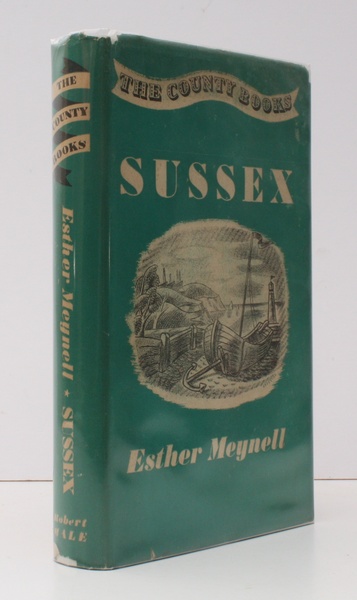 THE COUNTY BOOKS
SUSSEX
Esther Meynell
THE
COUNTY
BOOKS
Esther Meynell ★ SUSSEX
Robert
HALE